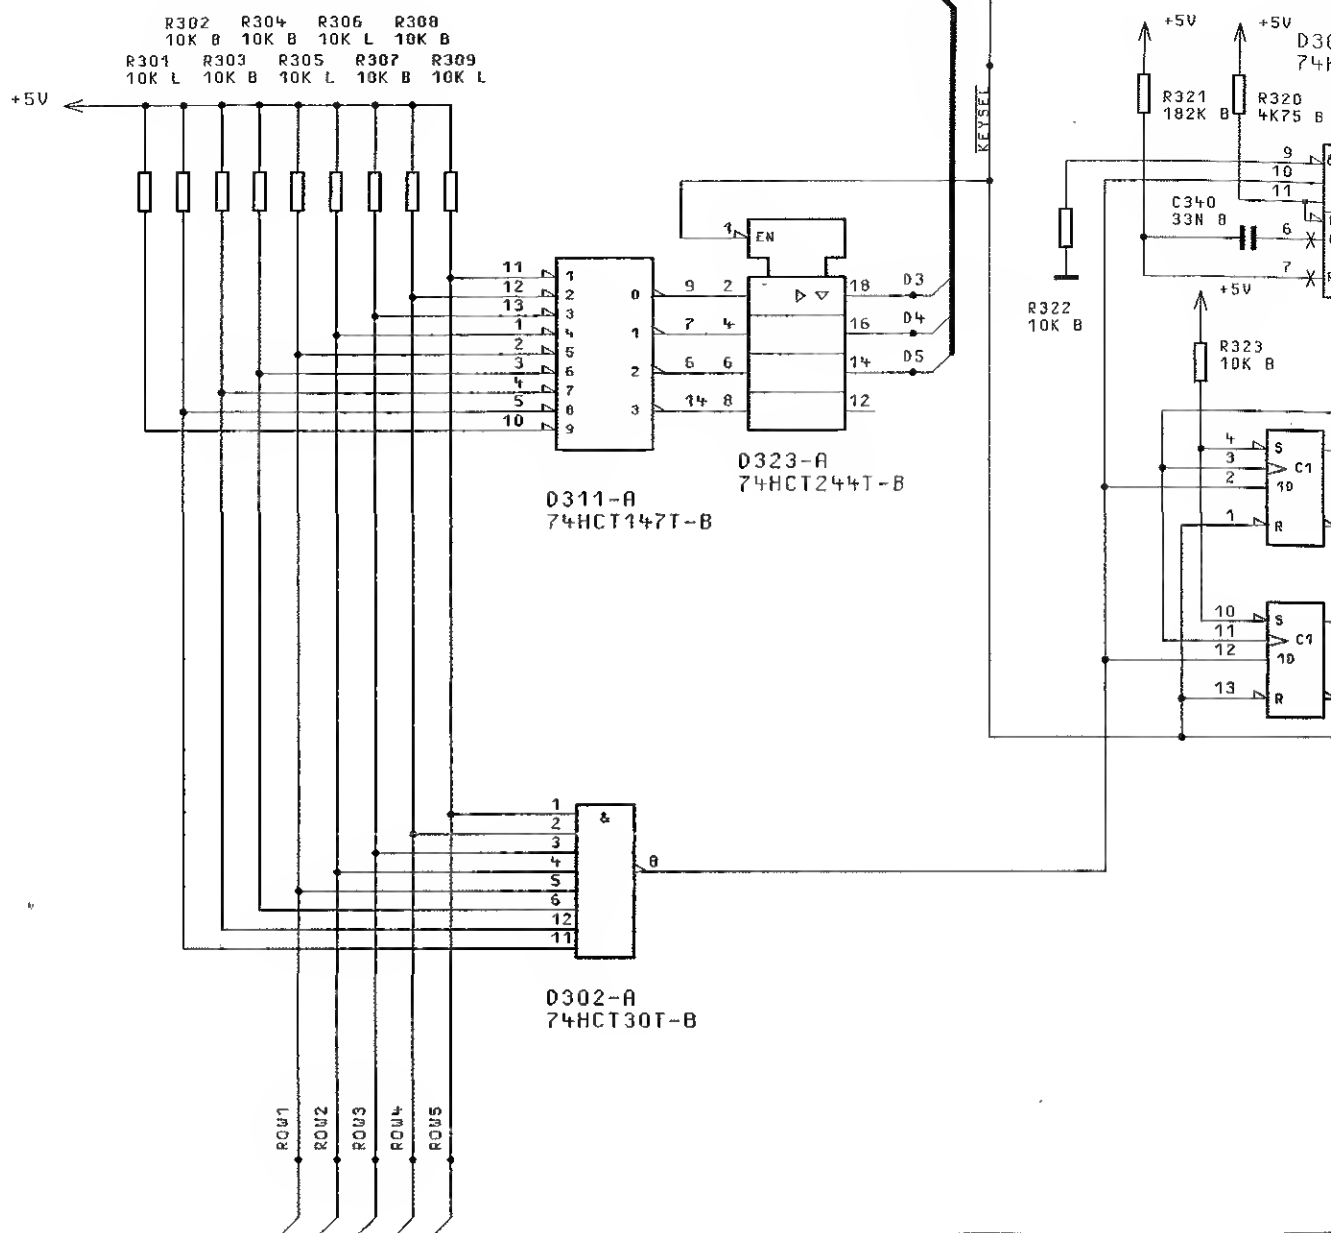 R302 R304 R306 R308
10K B 10K B 10K L 10K B
R301 R303 R305 R307 R309
10K L 10K B 10K L 10K B 10K L
+5V
KEYSEL
+5V +5V
R321
182K B
R320
4K75 B
9
10
11
6
7
C340
33N B
R322
10K B
+5V
R323
10K B
1 EN
11 1
12 2
13 3
1 4
2 5
3 6
4 7
5 8
10 9
0 9 2 18 D3
1 7 4 16 D4
2 6 6 14 D5
3 14 8 12
D323-A
74HCT244T-B
D311-A
74HCT147T-B
4 S
3 C1
2 1D
1 R
10 S
11 C1
12 1D
13 R
1
2
3
4
5
6
12
11
&
8
D302-A
74HCT30T-B
ROW1
ROW2
ROW3
ROW4
ROW5